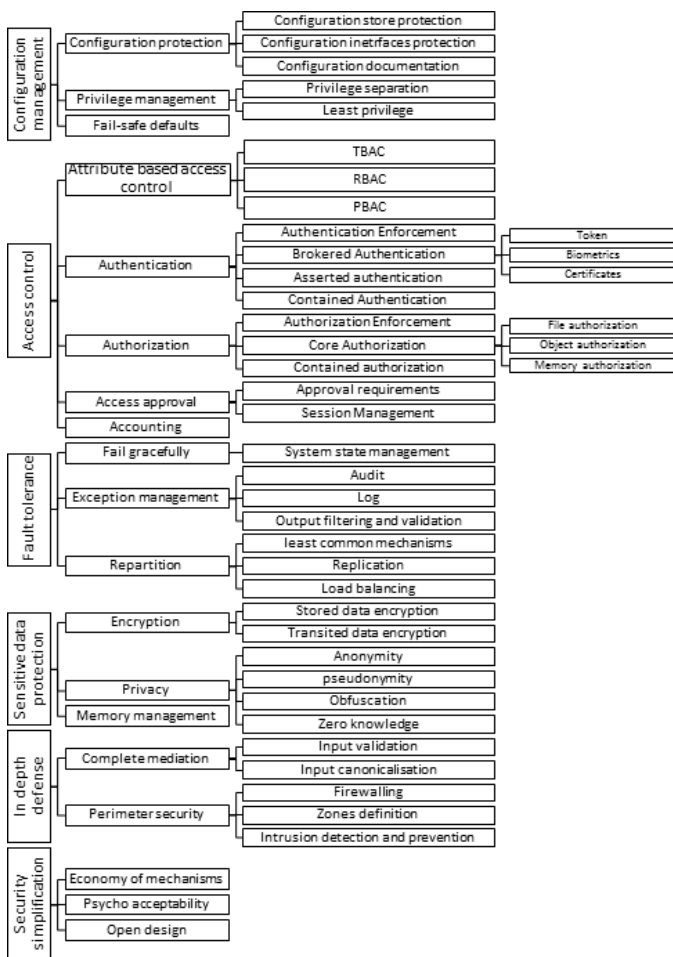 Configuration
management
Configuration protection
Configuration store protection
Configuration inetrfaces protection
Configuration documentation
Privilege management
Privilege separation
Least privilege
Fail-safe defaults
Access control
Attribute based access
control
TBAC
RBAC
PBAC
Authentication
Authentication Enforcement
Brokered Authentication
Token
Biometrics
Certificates
Asserted authentication
Contained Authentication
Authorization
Authorization Enforcement
Core Authorization
File authorization
Object authorization
Memory authorization
Contained authorization
Access approval
Approval requirements
Session Management
Accounting
Fault tolerance
Fail gracefully
System state management
Exception management
Audit
Log
Output filtering and validation
Repartition
least common mechanisms
Replication
Load balancing
Sensitive data
protection
Encryption
Stored data encryption
Transited data encryption
Privacy
Anonymity
pseudonymity
Obfuscation
Zero knowledge
Memory management
In depth
defense
Complete mediation
Input validation
Input canonicalisation
Perimeter security
Firewalling
Zones definition
Intrusion detection and prevention
Security
simplification
Economy of mechanisms
Psycho acceptability
Open design